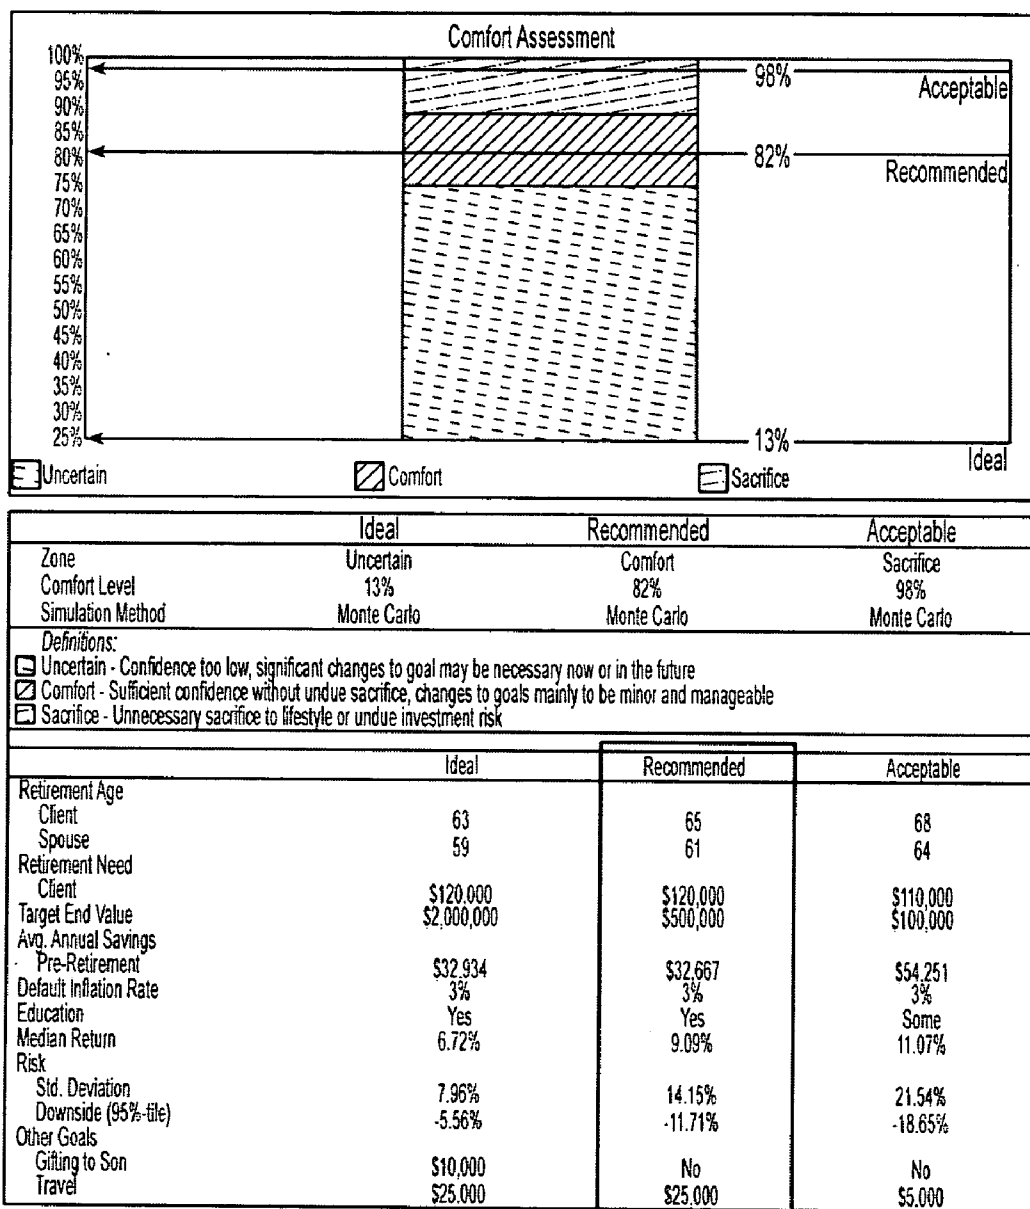 Comfort Assessment
100%
95%
90%
85%
80%
75%
70%
65%
60%
55%
50%
45%
40%
35%
30%
25%
98%
Acceptable
82%
Recommended
13%
Ideal
Uncertain Comfort Sacrifice
Ideal Recommended Acceptable
Zone Uncertain Comfort Sacrifice
Comfort Level 13% 82% 98%
Simulation Method Monte Carlo Monte Carlo Monte Carlo
Definitions:
Uncertain - Confidence too low, significant changes to goal may be necessary now or in the future
Comfort - Sufficient confidence without undue sacrifice, changes to goals mainly to be minor and manageable
Sacrifice - Unnecessary sacrifice to lifestyle or undue investment risk
Ideal Recommended Acceptable
Retirement Age
Client 63 65 68
Spouse 59 61 64
Retirement Need
Client $120,000 $120,000 $110,000
Target End Value $2,000,000 $500,000 $100,000
Avg. Annual Savings
Pre-Retirement $32,934 $32,667 $54,251
Default Inflation Rate 3% 3% 3%
Education Yes Yes Some
Median Return 6.72% 9.09% 11.07%
Risk
Std. Deviation 7.96% 14.15% 21.54%
Downside (95%-tile) -5.56% -11.71% -18.65%
Other Goals
Gifting to Son $10,000 No No
Travel $25,000 $25,000 $5,000